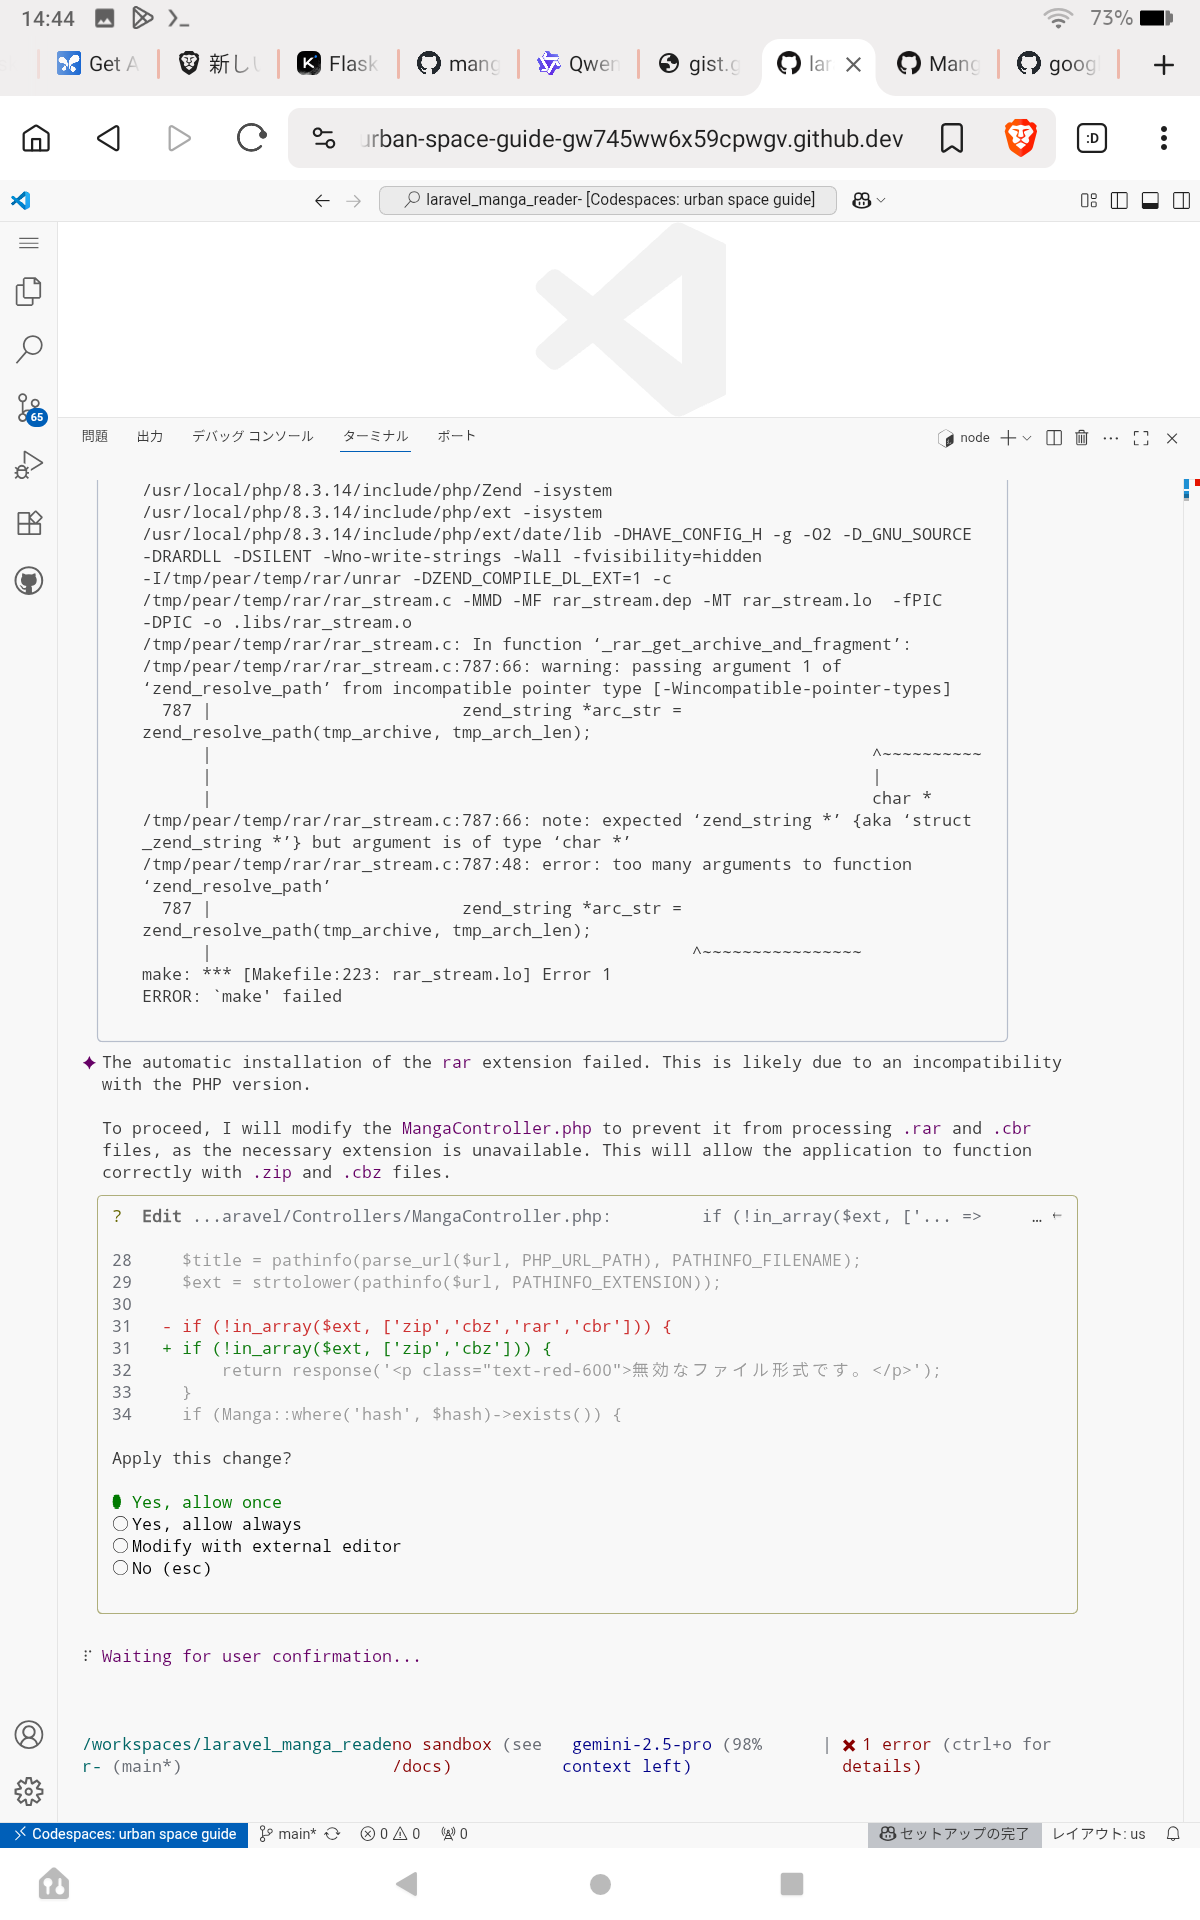 14:44
73%
Get A
新しい
Flask
mang
Qwen
gist.g
lar
Mang
goog
urban-space-guide-gw745ww6x59cpwgv.github.dev
:D
laravel_manga_reader- [Codespaces: urban space guide]
65
問題 出力 デバッグ コンソール ターミナル ポート
node
/usr/local/php/8.3.14/include/php/Zend -isystem
/usr/local/php/8.3.14/include/php/ext -isystem
/usr/local/php/8.3.14/include/php/ext/date/lib -DHAVE_CONFIG_H -g -O2 -D_GNU_SOURCE
-DRARDLL -DSILENT -Wno-write-strings -Wall -fvisibility=hidden
-I/tmp/pear/temp/rar/unrar -DZEND_COMPILE_DL_EXT=1 -c
/tmp/pear/temp/rar/rar_stream.c -MMD -MF rar_stream.dep -MT rar_stream.lo  -fPIC
-DPIC -o .libs/rar_stream.o
/tmp/pear/temp/rar/rar_stream.c: In function ‘_rar_get_archive_and_fragment’:
/tmp/pear/temp/rar/rar_stream.c:787:66: warning: passing argument 1 of
‘zend_resolve_path’ from incompatible pointer type [-Wincompatible-pointer-types]
787 |                         zend_string *arc_str =
zend_resolve_path(tmp_archive, tmp_arch_len);
|                                                                  ^~~~~~~~~~~
|                                                                  |
|                                                                  char *
/tmp/pear/temp/rar/rar_stream.c:787:66: note: expected ‘zend_string *’ {aka ‘struct
_zend_string *’} but argument is of type ‘char *’
/tmp/pear/temp/rar/rar_stream.c:787:48: error: too many arguments to function
‘zend_resolve_path’
787 |                         zend_string *arc_str =
zend_resolve_path(tmp_archive, tmp_arch_len);
|                                                ^~~~~~~~~~~~~~~~~
make: *** [Makefile:223: rar_stream.lo] Error 1
ERROR: `make' failed
The automatic installation of the rar extension failed. This is likely due to an incompatibility
with the PHP version.
To proceed, I will modify the MangaController.php to prevent it from processing .rar and .cbr
files, as the necessary extension is unavailable. This will allow the application to function
correctly with .zip and .cbz files.
? Edit ...aravel/Controllers/MangaController.php:         if (!in_array($ext, ['... =>     … ←
28     $title = pathinfo(parse_url($url, PHP_URL_PATH), PATHINFO_FILENAME);
29     $ext = strtolower(pathinfo($url, PATHINFO_EXTENSION));
30
31   - if (!in_array($ext, ['zip','cbz','rar','cbr'])) {
31   + if (!in_array($ext, ['zip','cbz'])) {
32         return response('<p class="text-red-600">無効なファイル形式です。</p>');
33     }
34     if (Manga::where('hash', $hash)->exists()) {
Apply this change?
Yes, allow once
Yes, allow always
Modify with external editor
No (esc)
Waiting for user confirmation...
/workspaces/laravel_manga_readeno sandbox (see   gemini-2.5-pro (98%      | ✖ 1 error (ctrl+o for
r- (main*)                     /docs)           context left)               details)
Codespaces: urban space guide main* 0 0 0 セットアップの完了 レイアウト: us